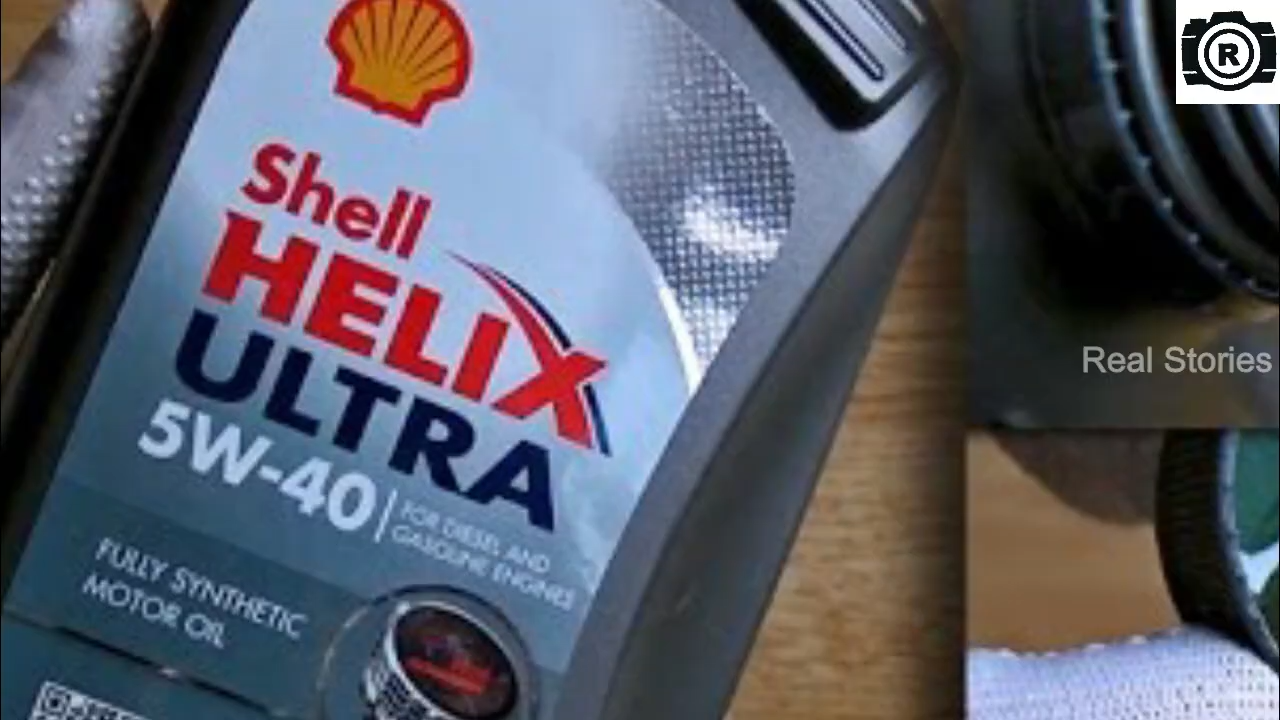 R
Shell
HELIX
ULTRA
5W-40
FOR DIESEL AND
GASOLINE ENGINES
FULLY SYNTHETIC
MOTOR OIL
Real Stories